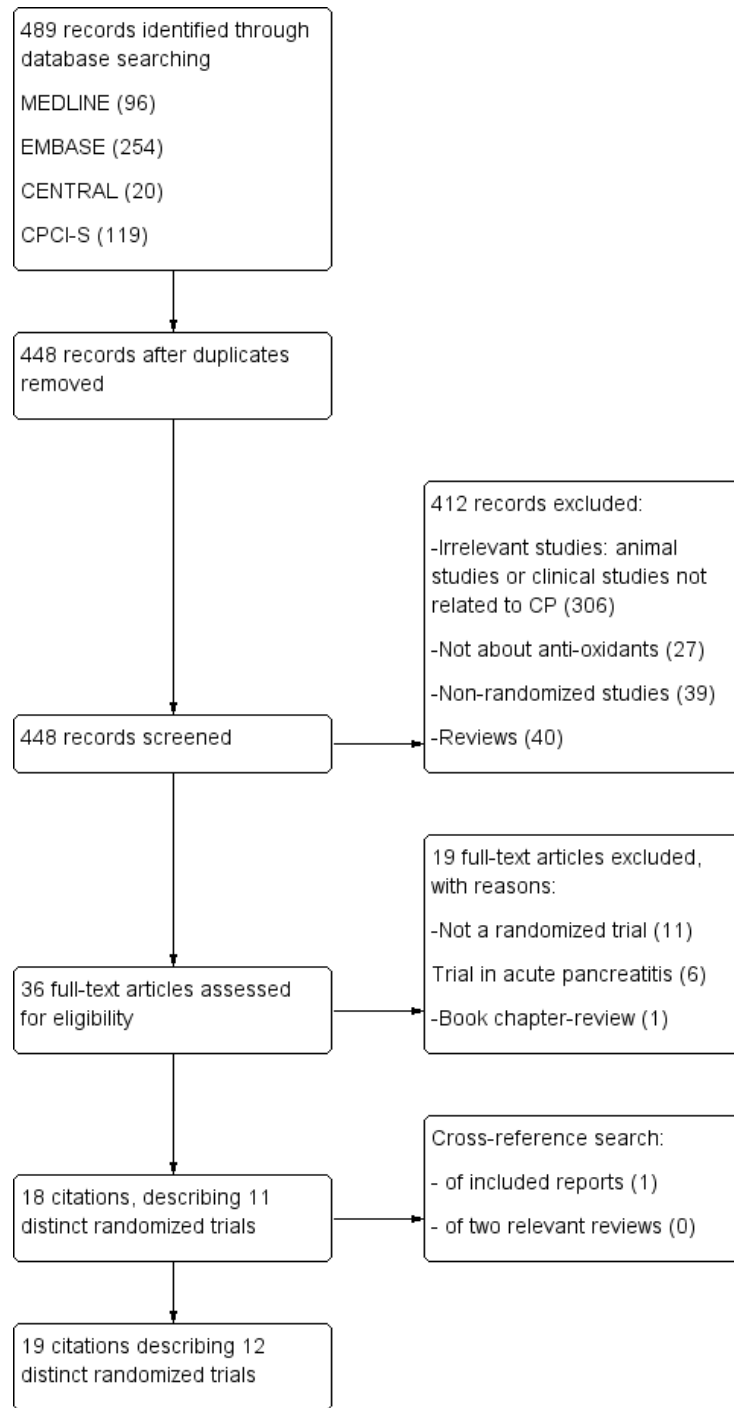 489 records identified through
database searching
MEDLINE (96)
EMBASE (254)
CENTRAL (20)
CPCI-S (119)
448 records after duplicates
removed
412 records excluded:
-Irrelevant studies: animal
studies or clinical studies not
related to CP (306)
-Not about anti-oxidants (27)
-Non-randomized studies (39)
-Reviews (40)
448 records screened
19 full-text articles excluded,
with reasons:
-Not a randomized trial (11)
Trial in acute pancreatitis (6)
-Book chapter-review (1)
36 full-text articles assessed
for eligibility
Cross-reference search:
- of included reports (1)
- of two relevant reviews (0)
18 citations, describing 11
distinct randomized trials
19 citations describing 12
distinct randomized trials